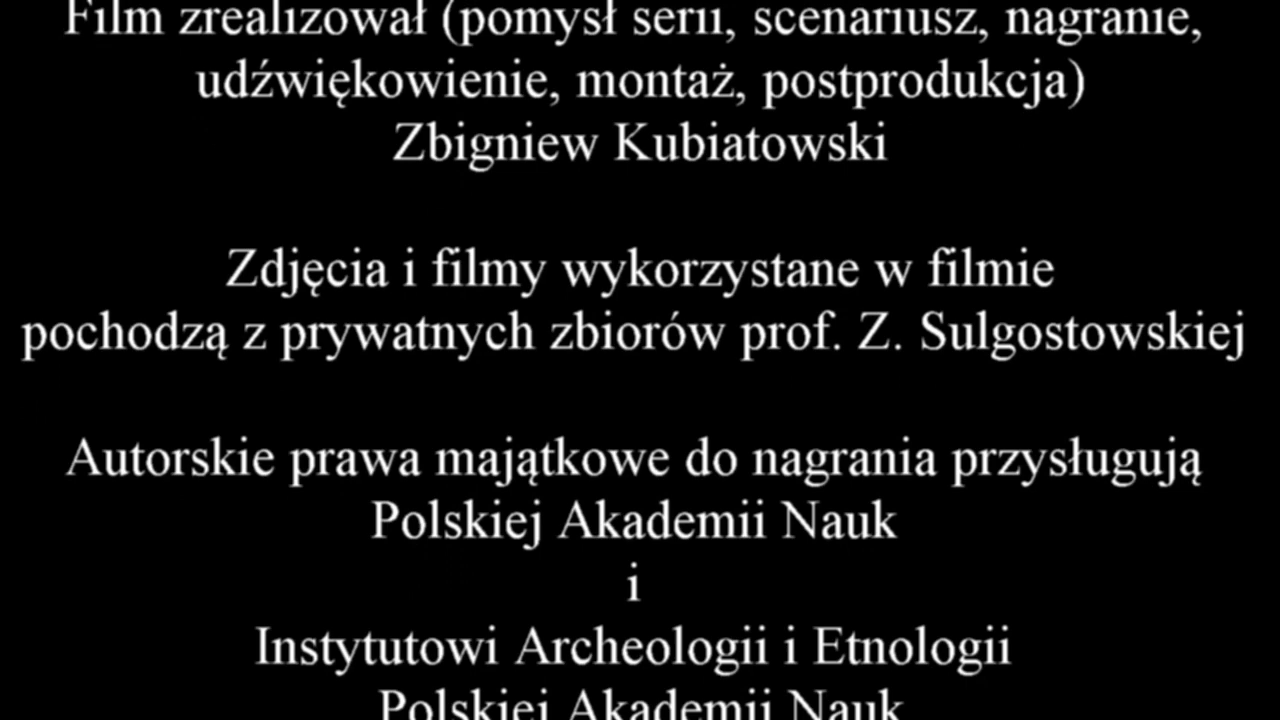 Film zrealizował (pomysł serii, scenariusz, nagranie,
udźwiękowienie, montaż, postprodukcja)
Zbigniew Kubiatowski
Zdjęcia i filmy wykorzystane w filmie
pochodzą z prywatnych zbiorów prof. Z. Sulgostowskiej
Autorskie prawa majątkowe do nagrania przysługują
Polskiej Akademii Nauk
i
Instytutowi Archeologii i Etnologii
Polskiej Akademii Nauk